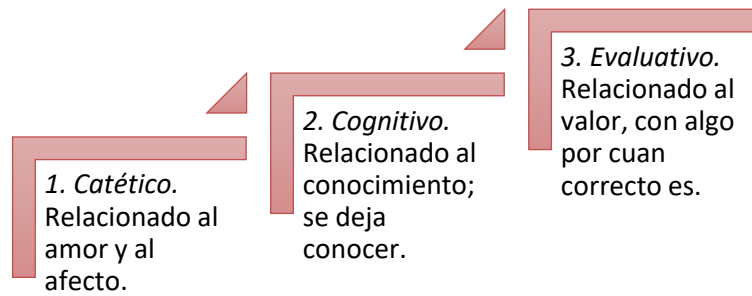 1. Catético.
Relacionado al
amor y al
afecto.
2. Cognitivo.
Relacionado al
conocimiento;
se deja
conocer.
3. Evaluativo.
Relacionado al
valor, con algo
por cuan
correcto es.